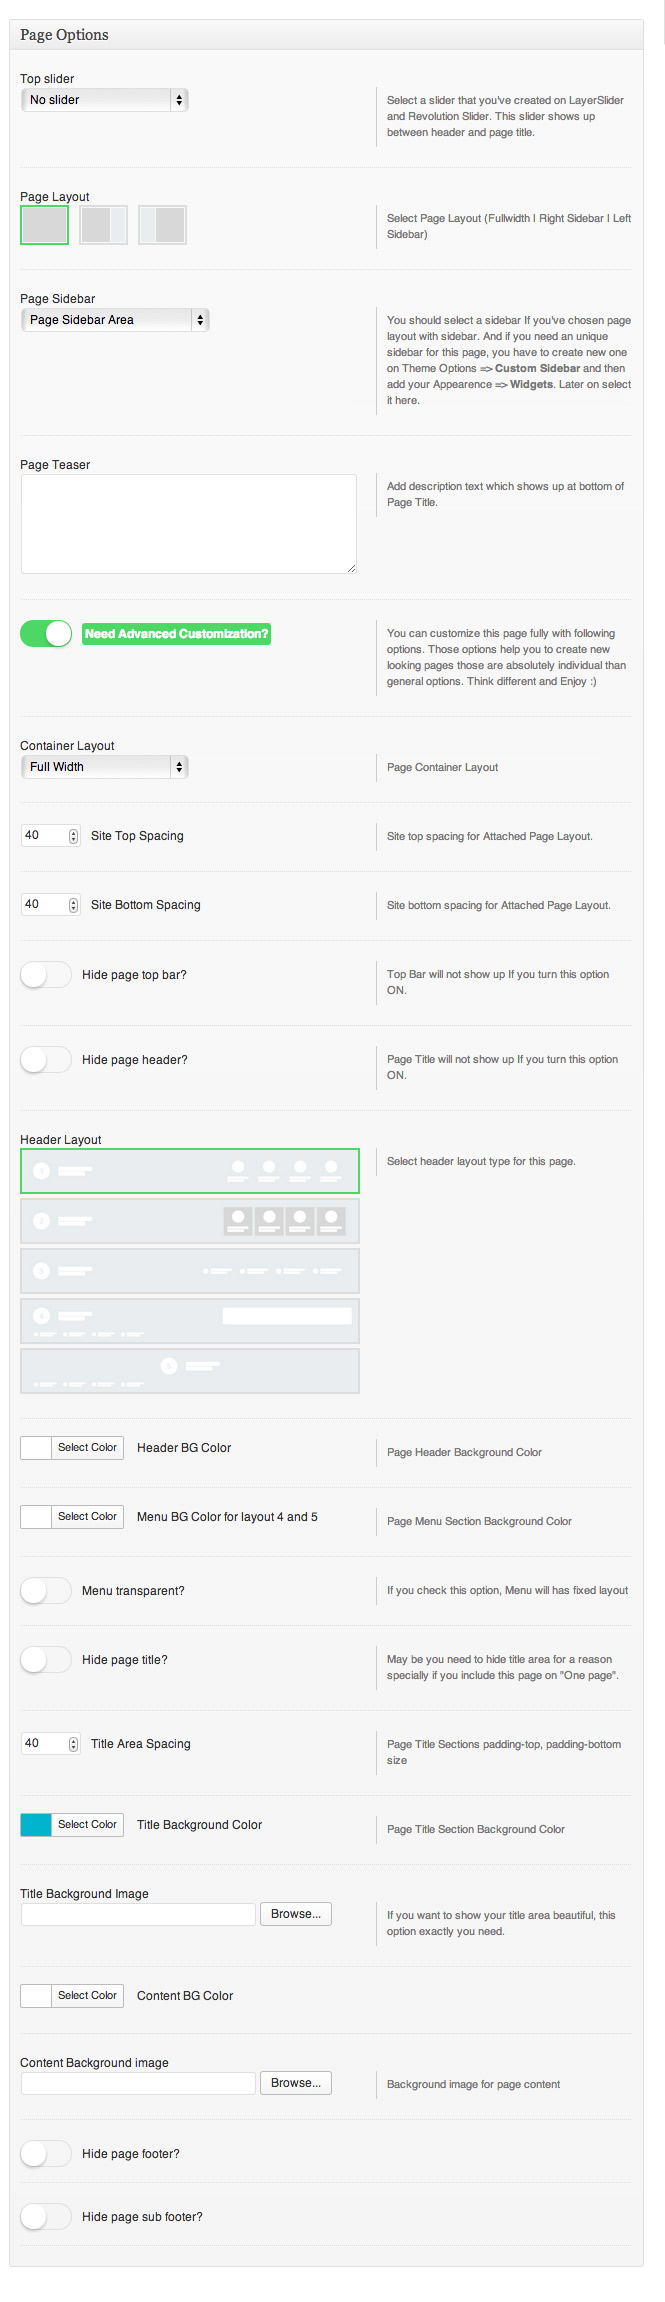 Page Options
Top slider
No slider
Select a slider that you've created on LayerSlider
and Revolution Slider. This slider shows up
between header and page title.
Page Layout
Select Page Layout (Fullwidth | Right Sidebar | Left
Sidebar)
Page Sidebar
Page Sidebar Area
You should select a sidebar If you've chosen page
layout with sidebar. And if you need an unique
sidebar for this page, you have to create new one
on Theme Options => Custom Sidebar and then
add your Appearence => Widgets. Later on select
it here.
Page Teaser
Add description text which shows up at bottom of
Page Title.
Need Advanced Customization?
You can customize this page fully with following
options. Those options help you to create new
looking pages those are absolutely individual than
general options. Think different and Enjoy :)
Container Layout
Full Width
Page Container Layout
40 Site Top Spacing
Site top spacing for Attached Page Layout.
40 Site Bottom Spacing
Site bottom spacing for Attached Page Layout.
Hide page top bar?
Top Bar will not show up If you turn this option
ON.
Hide page header?
Page Title will not show up If you turn this option
ON.
Header Layout
Select header layout type for this page.
1
2
3
4
5
Select Color Header BG Color
Page Header Background Color
Select Color Menu BG Color for layout 4 and 5
Page Menu Section Background Color
Menu transparent?
If you check this option, Menu will has fixed layout
Hide page title?
May be you need to hide title area for a reason
specially if you include this page on "One page".
40 Title Area Spacing
Page Title Sections padding-top, padding-bottom
size
Select Color Title Background Color
Page Title Section Background Color
Title Background Image
Browse...
If you want to show your title area beautiful, this
option exactly you need.
Select Color Content BG Color
Content Background image
Browse...
Background image for page content
Hide page footer?
Hide page sub footer?